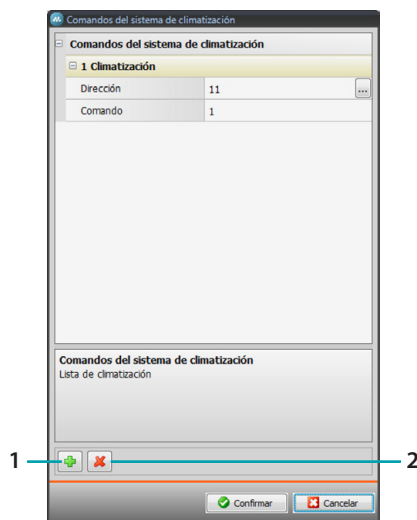 Comandos del sistema de climatización
Comandos del sistema de climatización
1 Climatización
Dirección 11 ...
Comando 1
Comandos del sistema de climatización
Lista de climatización
1 2
Confirmar Cancelar